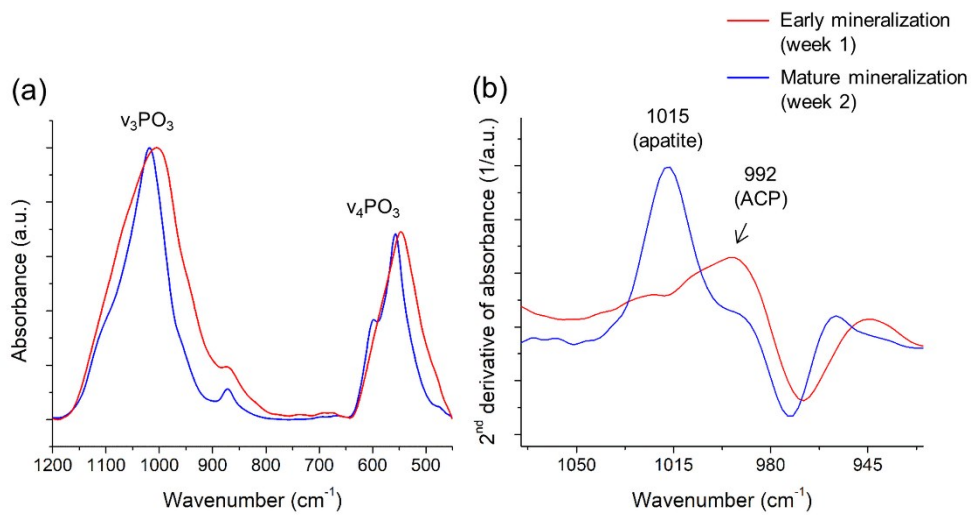 Early mineralization
(week 1)
Mature mineralization
(week 2)
(a)
v₃PO₃
v₄PO₃
Absorbance (a.u.)
1200 1100 1000 900 800 700 600 500
Wavenumber (cm⁻¹)
(b)
1015
(apatite)
992
(ACP)
2ⁿᵈ derivative of absorbance (1/a.u.)
1050 1015 980 945
Wavenumber (cm⁻¹)